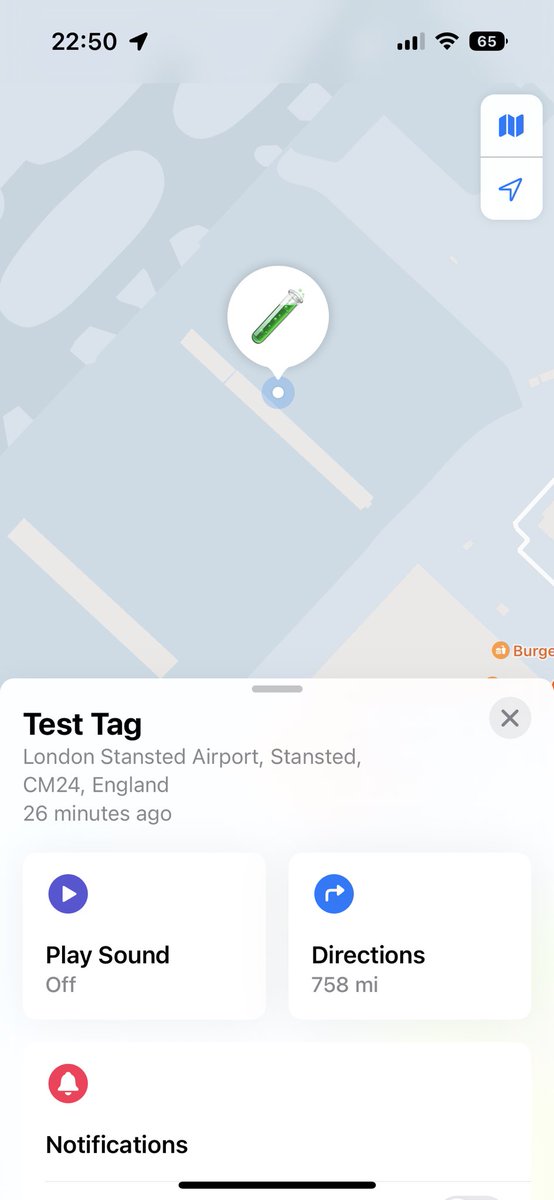 22:50
65
Burge
Test Tag
London Stansted Airport, Stansted,
CM24, England
26 minutes ago
Play Sound
Off
Directions
758 mi
Notifications